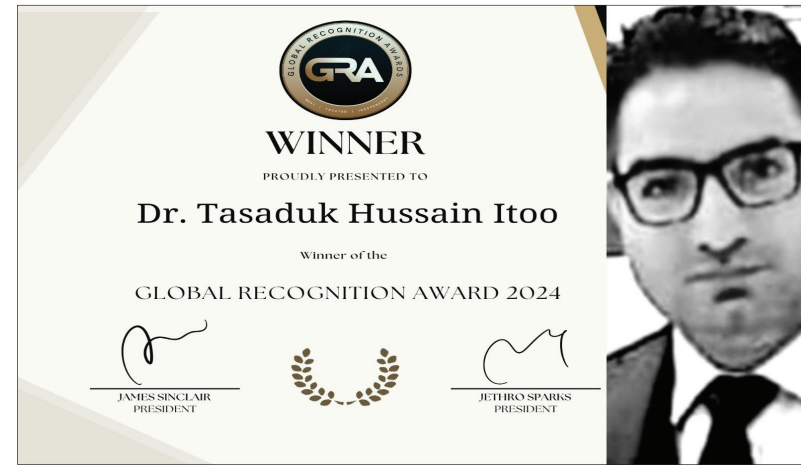 GLOBAL RECOGNITION AWARDS
GRA
WINNER
PROUDLY PRESENTED TO
Dr. Tasaduk Hussain Itoo
Winner of the
GLOBAL RECOGNITION AWARD 2024
JAMES SINCLAIR
PRESIDENT
JETHRO SPARKS
PRESIDENT